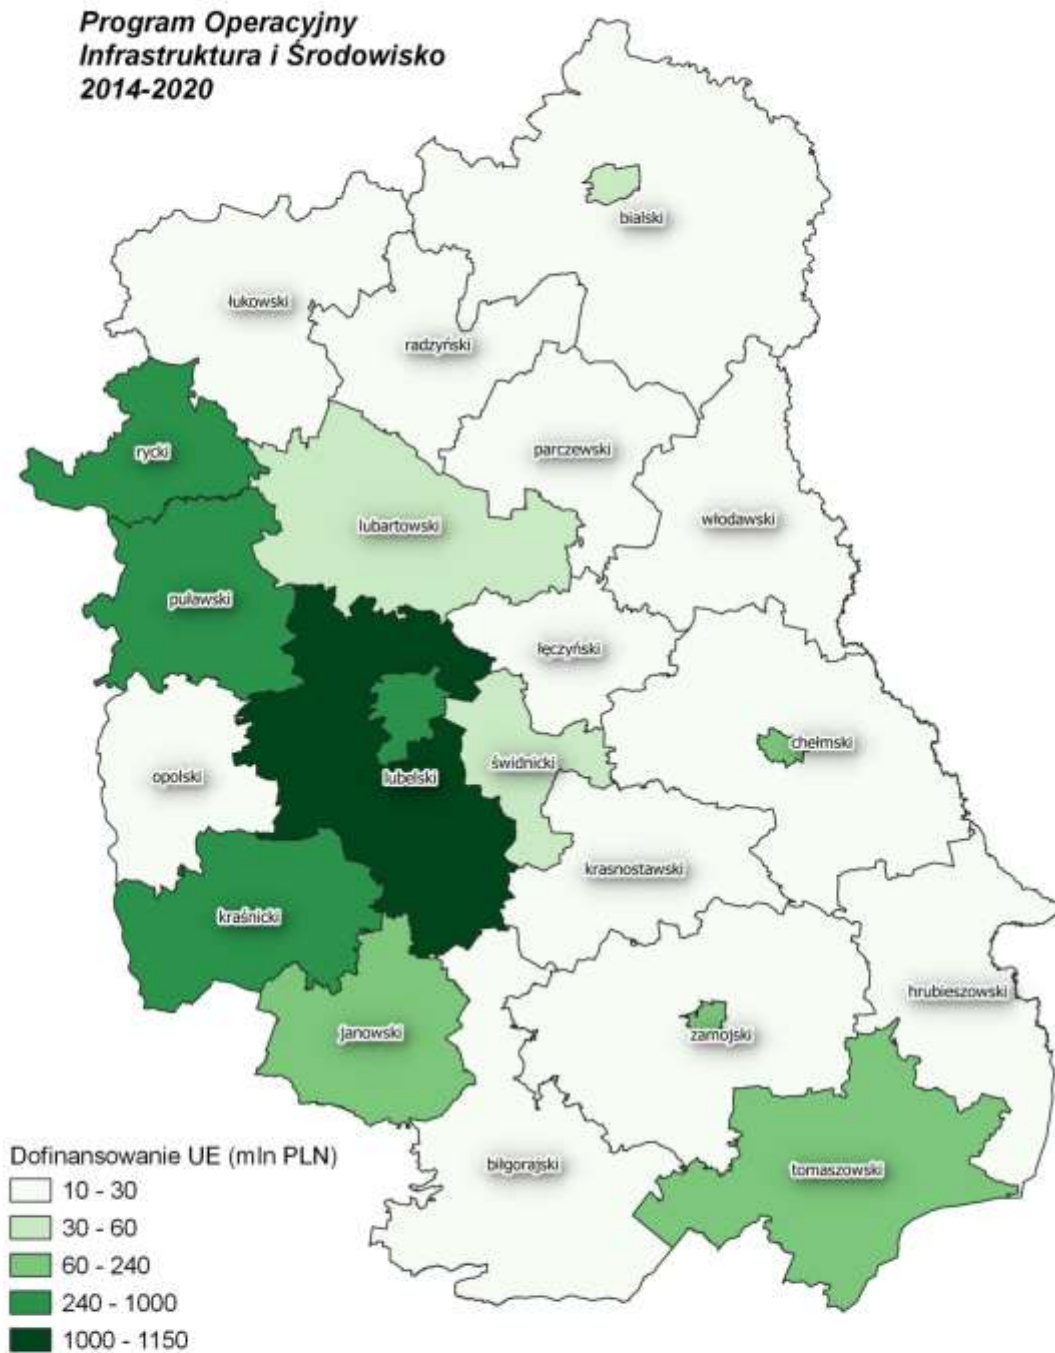 Program Operacyjny
Infrastruktura i Środowisko
2014-2020
bialski
łukowski
radzyński
rycki
parczewski
lubartowski
włodawski
puławski
łęczyński
chełmski
świdnicki
opolski
lubelski
krasnostawski
kraśnicki
hrubieszowski
janowski
zamojski
biłgorajski
tomaszowski
Dofinansowanie UE (mln PLN)
10 - 30
30 - 60
60 - 240
240 - 1000
1000 - 1150